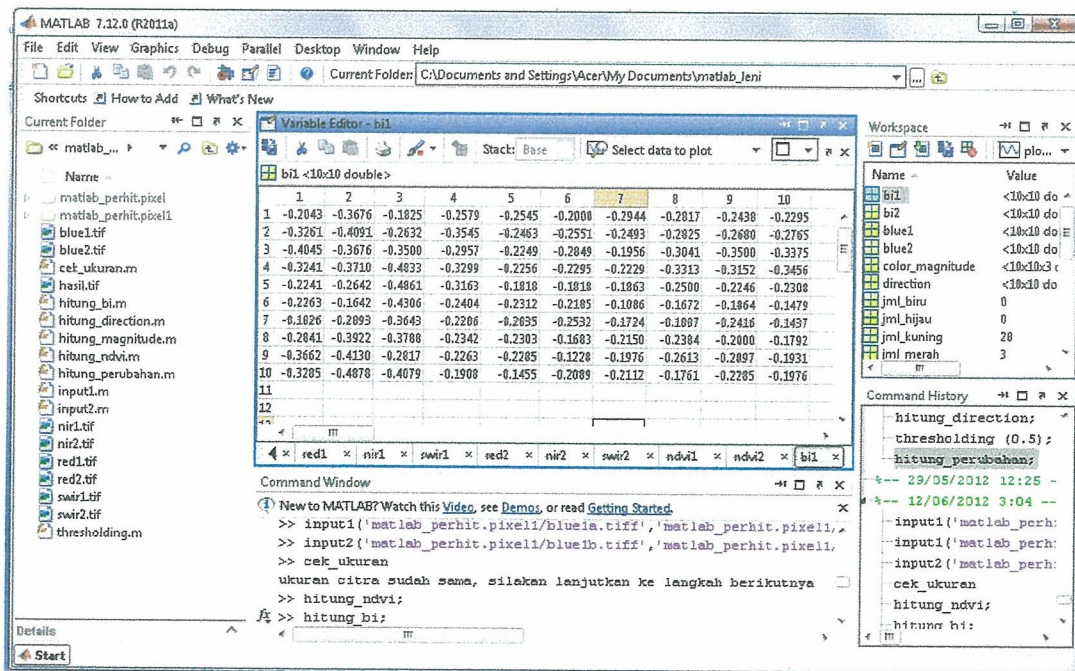 MATLAB 7.12.0 (R2011a)
File Edit View Graphics Debug Parallel Desktop Window Help
Current Folder: C:\Documents and Settings\Acer\My Documents\matlab_leni
Shortcuts How to Add What's New
Current Folder
« matlab_... ▸
Name
matlab_perhit.pixel
matlab_perhit.pixel1
blue1.tif
blue2.tif
cek_ukuran.m
hasil.tif
hitung_bi.m
hitung_direction.m
hitung_magnitude.m
hitung_ndvi.m
hitung_perubahan.m
input1.m
input2.m
nir1.tif
nir2.tif
red1.tif
red2.tif
swir1.tif
swir2.tif
thresholding.m
Details
Start
Variable Editor - bi1
Stack: Base Select data to plot
bi1 <10x10 double>
1 2 3 4 5 6 7 8 9 10
1 -0.2043 -0.3676 -0.1825 -0.2579 -0.2545 -0.2000 -0.2944 -0.2817 -0.2438 -0.2295
2 -0.3261 -0.4091 -0.2632 -0.3545 -0.2463 -0.2551 -0.2493 -0.2825 -0.2680 -0.2765
3 -0.4045 -0.3676 -0.3500 -0.2957 -0.2249 -0.2849 -0.1956 -0.3041 -0.3500 -0.3375
4 -0.3241 -0.3710 -0.4833 -0.3299 -0.2256 -0.2295 -0.2229 -0.3313 -0.3152 -0.3456
5 -0.2241 -0.2642 -0.4861 -0.3163 -0.1818 -0.1818 -0.1863 -0.2500 -0.2246 -0.2308
6 -0.2263 -0.1642 -0.4306 -0.2404 -0.2312 -0.2185 -0.1086 -0.1672 -0.1864 -0.1479
7 -0.1826 -0.2093 -0.3643 -0.2206 -0.2035 -0.2532 -0.1724 -0.1887 -0.2416 -0.1437
8 -0.2841 -0.3922 -0.3788 -0.2342 -0.2303 -0.1683 -0.2150 -0.2384 -0.2000 -0.1792
9 -0.3662 -0.4130 -0.2817 -0.2263 -0.2285 -0.1228 -0.1976 -0.2613 -0.2097 -0.1931
10 -0.3285 -0.4878 -0.4079 -0.1908 -0.1455 -0.2089 -0.2112 -0.1761 -0.2285 -0.1976
11
12
red1 nir1 swir1 red2 nir2 swir2 ndvi1 ndvi2 bi1
Command Window
New to MATLAB? Watch this Video, see Demos, or read Getting Started.
>> input1('matlab_perhit.pixel1/blue1a.tiff','matlab_perhit.pixel1,
>> input2('matlab_perhit.pixel1/blue1b.tiff','matlab_perhit.pixel1,
>> cek_ukuran
ukuran citra sudah sama, silakan lanjutkan ke langkah berikutnya
>> hitung_ndvi;
fx >> hitung_bi;
Workspace
plo...
Name Value
bi1 <10x10 do
bi2 <10x10 do
blue1 <10x10 do
blue2 <10x10 do
color_magnitude <10x10x3 c
direction <10x10 do
jml_biru 0
jml_hijau 0
jml_kuning 28
jml_merah 3
Command History
hitung_direction;
thresholding (0.5);
hitung_perubahan;
%-- 29/05/2012 12:25 -
%-- 12/06/2012 3:04 --
input1('matlab_perh:
input1('matlab_perh:
input2('matlab_perh:
cek_ukuran
hitung_ndvi;
hitung_bi;